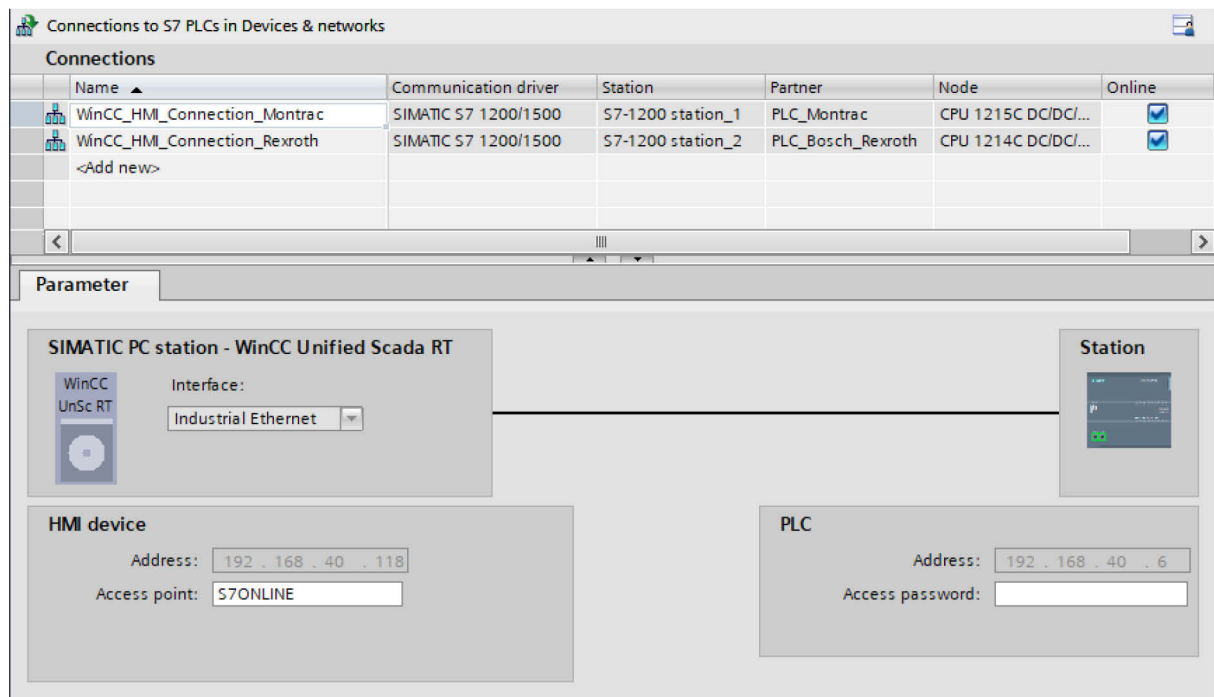 Connections to S7 PLCs in Devices & networks
Connections
Name Communication driver Station Partner Node Online
WinCC_HMI_Connection_Montrac SIMATIC S7 1200/1500 S7-1200 station_1 PLC_Montrac CPU 1215C DC/DC/...
WinCC_HMI_Connection_Rexroth SIMATIC S7 1200/1500 S7-1200 station_2 PLC_Bosch_Rexroth CPU 1214C DC/DC/...
<Add new>
Parameter
SIMATIC PC station - WinCC Unified Scada RT Station
WinCC Interface:
UnSc RT Industrial Ethernet
HMI device PLC
Address: 192 . 168 . 40 . 118 Address: 192 . 168 . 40 . 6
Access point: S7ONLINE Access password: